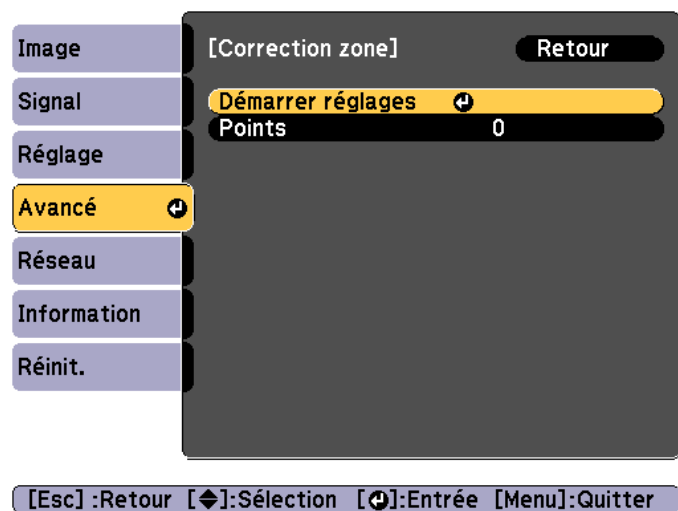 Image
Signal
Réglage
Avancé
Réseau
Information
Réinit.
[Correction zone]
Retour
Démarrer réglages
Points 0
[Esc] :Retour [ ]:Sélection [ ]:Entrée [Menu]:Quitter